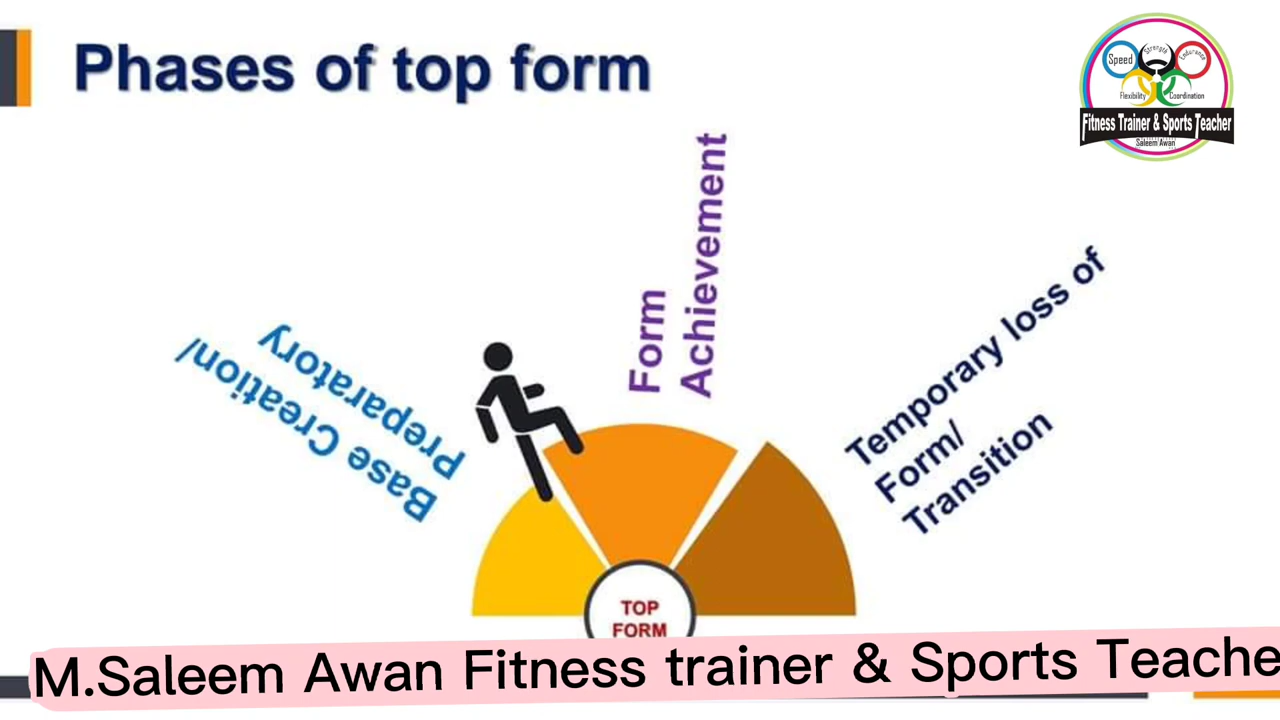 Phases of top form
Speed
Strength
Endurance
Flexibility
Coordination
Fitness Trainer & Sports Teacher
Saleem Awan
Base Creation/
Preparatory
Form
Achievement
Temporary loss of
Form/
Transition
TOP
FORM
M.Saleem Awan Fitness trainer & Sports Teache